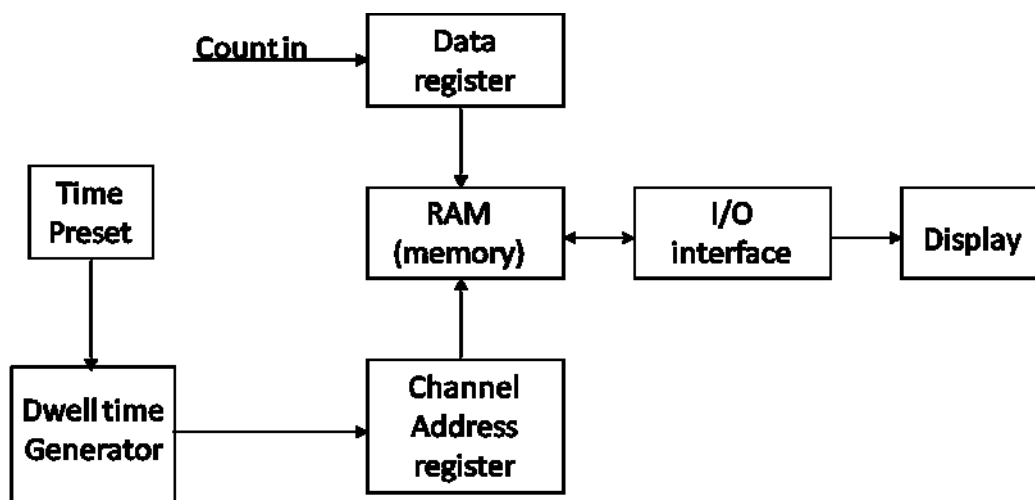 Count in
Data
register
Time
Preset
RAM
(memory)
I/O
interface
Display
Dwell time
Generator
Channel
Address
register